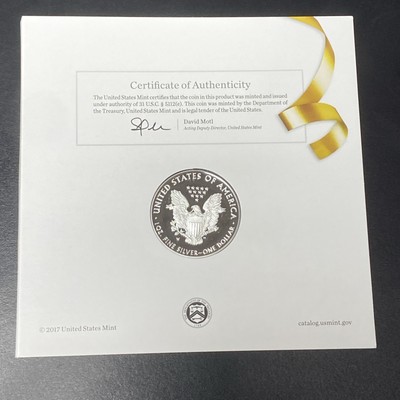 Certificate of Authenticity
The United States Mint certifies that the coin in this product was minted and issued
under authority of 31 U.S.C. § 5112(e). This coin was minted by the Department of
the Treasury, United States Mint and is legal tender of the United States.
David Motl
Acting Deputy Director, United States Mint
UNITED STATES OF AMERICA
1 OZ. FINE SILVER~ONE DOLLAR
© 2017 United States Mint
catalog.usmint.gov